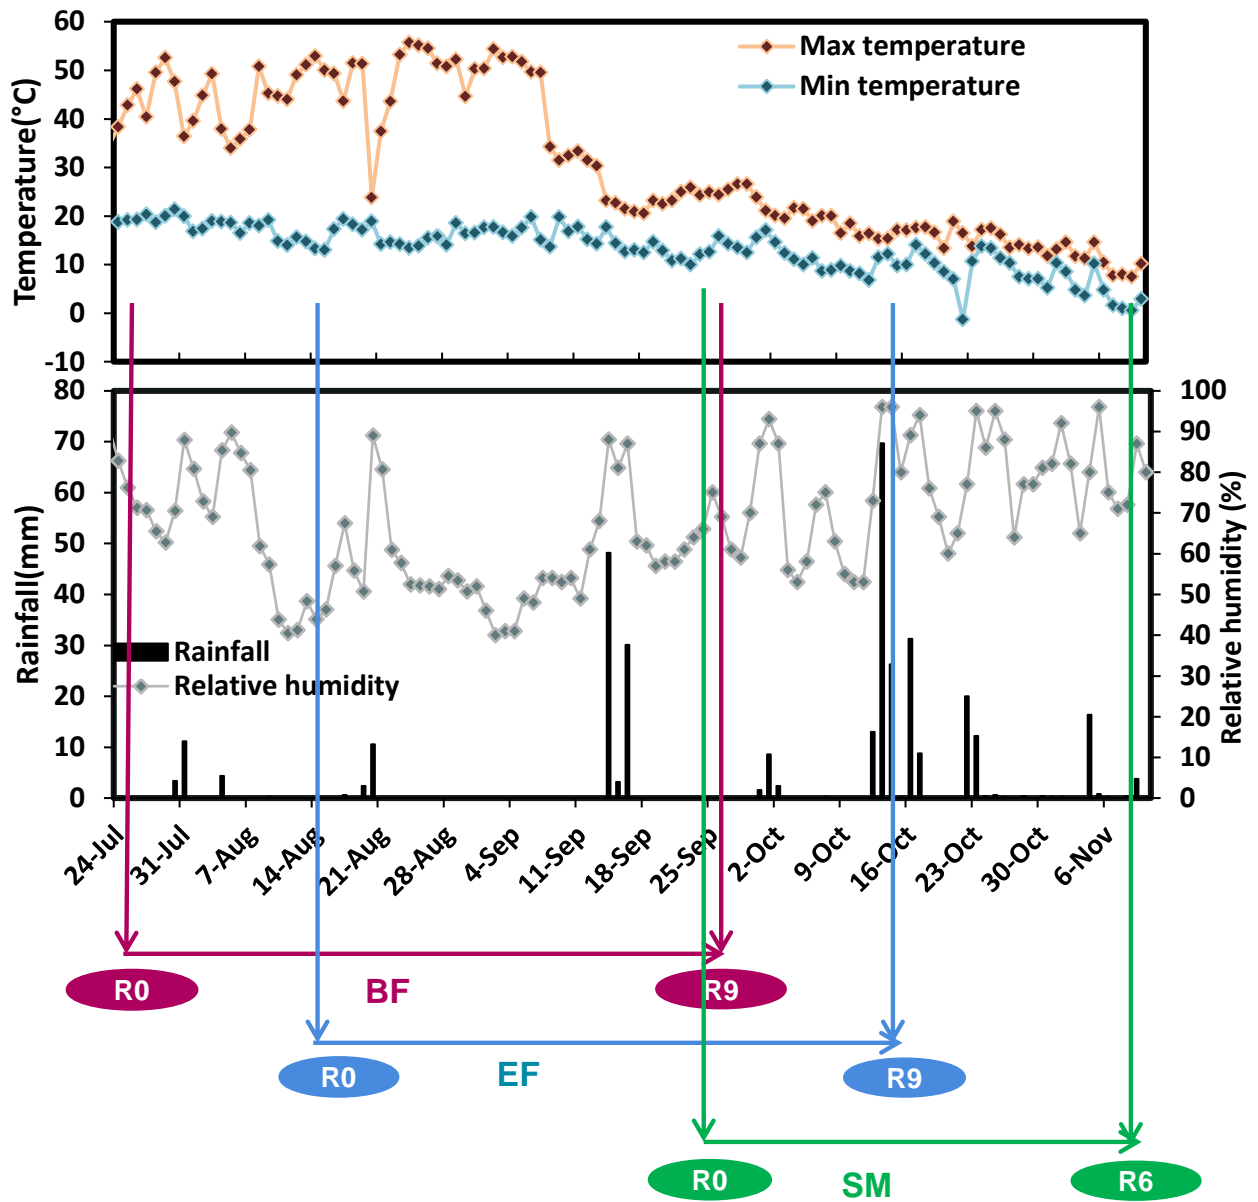 60
50
40
30
20
10
0
-10
Temperature(°C)
Max temperature
Min temperature
80
70
60
50
40
30
20
10
0
Rainfall(mm)
100
90
80
70
60
50
40
30
20
10
0
Relative humidity (%)
Rainfall
Relative humidity
24-Jul
31-Jul
7-Aug
14-Aug
21-Aug
28-Aug
4-Sep
11-Sep
18-Sep
25-Sep
2-Oct
9-Oct
16-Oct
23-Oct
30-Oct
6-Nov
R0
BF
R9
R0
EF
R9
R0
SM
R6